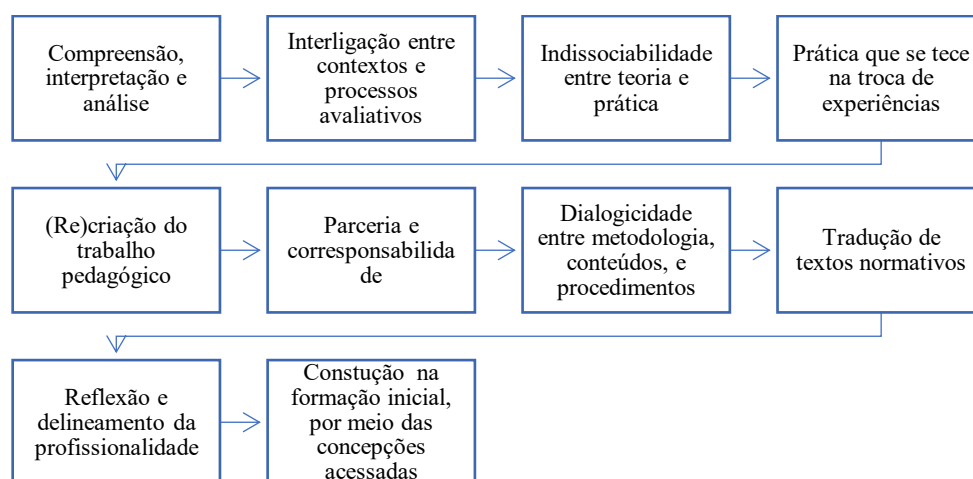 Compreensão,
interpretação e
análise
Interligação entre
contextos e
processos
avaliativos
Indissociabilidade
entre teoria e
prática
Prática que se tece
na troca de
experiências
(Re)criação do
trabalho
pedagógico
Parceria e
corresponsabilida
de
Dialogicidade
entre metodologia,
conteúdos, e
procedimentos
Tradução de
textos normativos
Reflexão e
delineamento da
profissionalidade
Constução na
formação inicial,
por meio das
concepções
acessadas